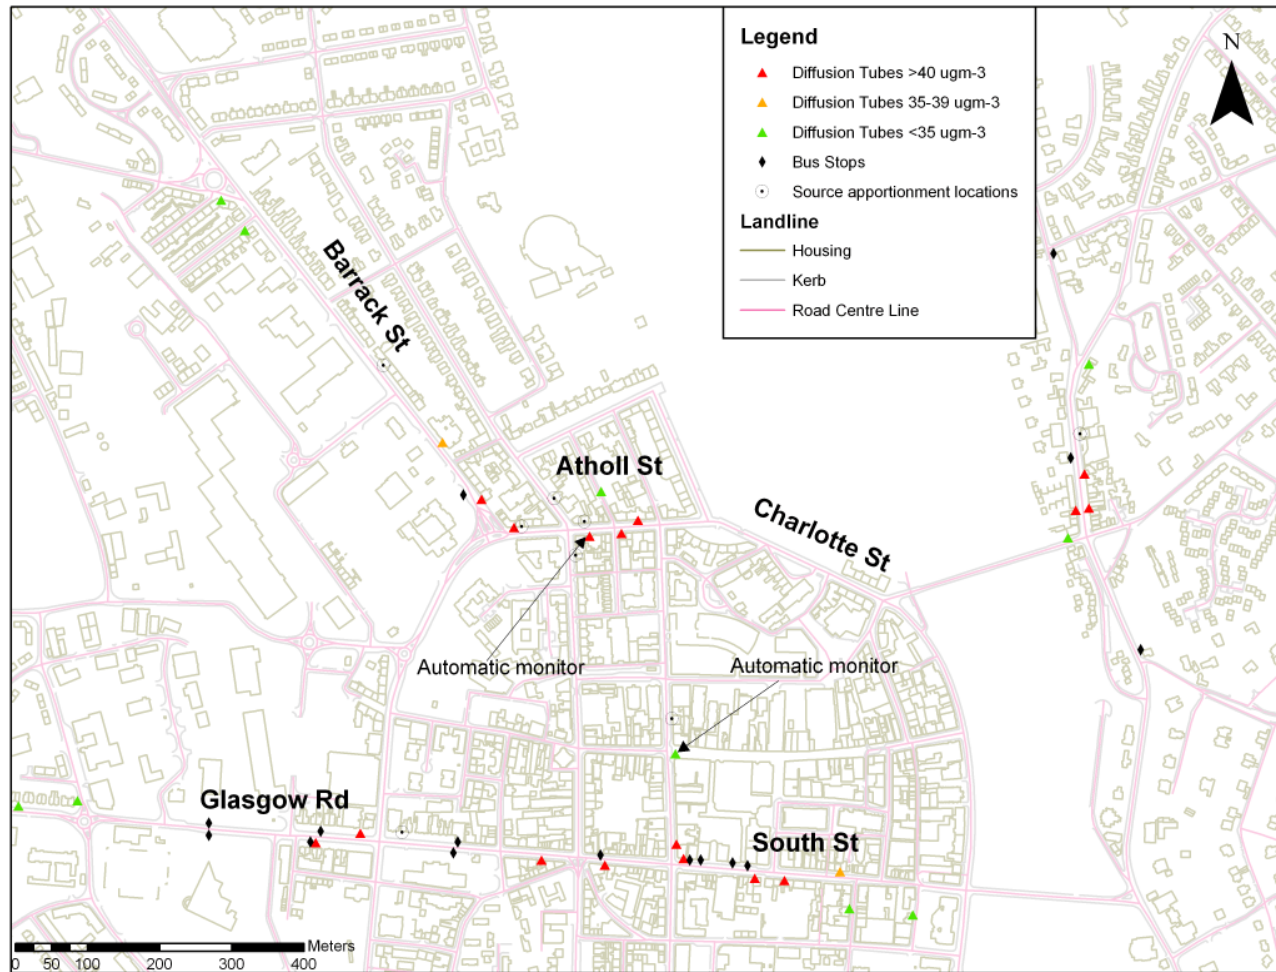 Legend
Diffusion Tubes >40 ugm-3
Diffusion Tubes 35-39 ugm-3
Diffusion Tubes <35 ugm-3
Bus Stops
Source apportionment locations
Landline
Housing
Kerb
Road Centre Line
N
Barrack St
Atholl St
Charlotte St
Automatic monitor
Automatic monitor
Glasgow Rd
South St
Meters
0 50 100 200 300 400